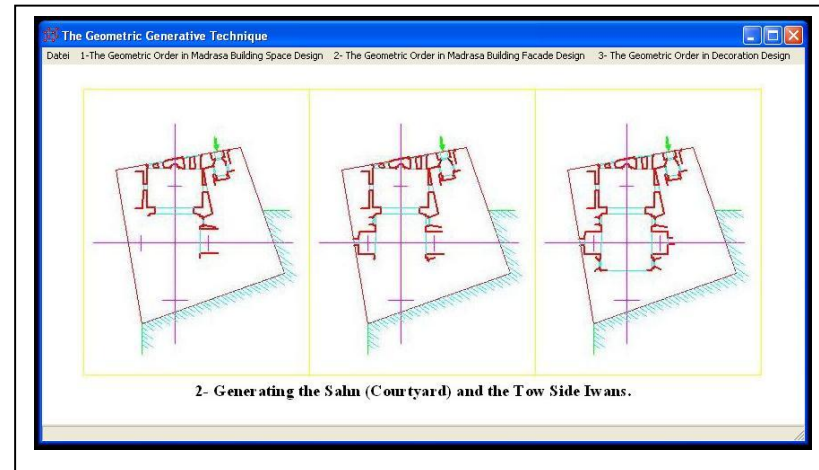 The Geometric Generative Technique
Datei 1-The Geometric Order in Madrasa Building Space Design 2- The Geometric Order in Madrasa Building Facade Design 3- The Geometric Order in Decoration Design
2- Generating the Sahn (Courtyard) and the Tow Side Iwans.